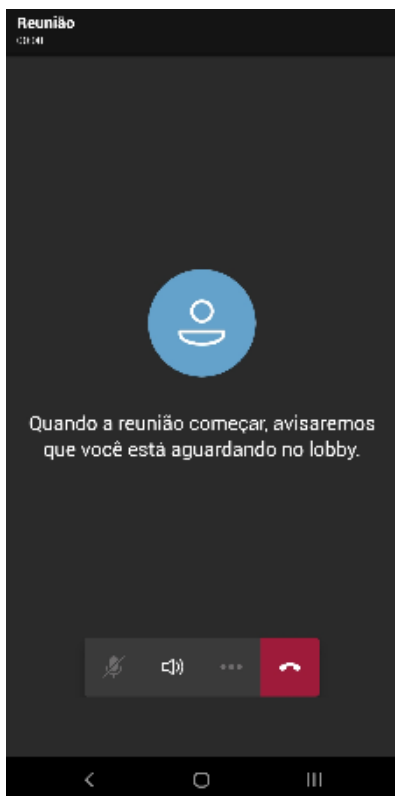 Reunião
Quando a reunião começar, avisaremos
que você está aguardando no lobby.